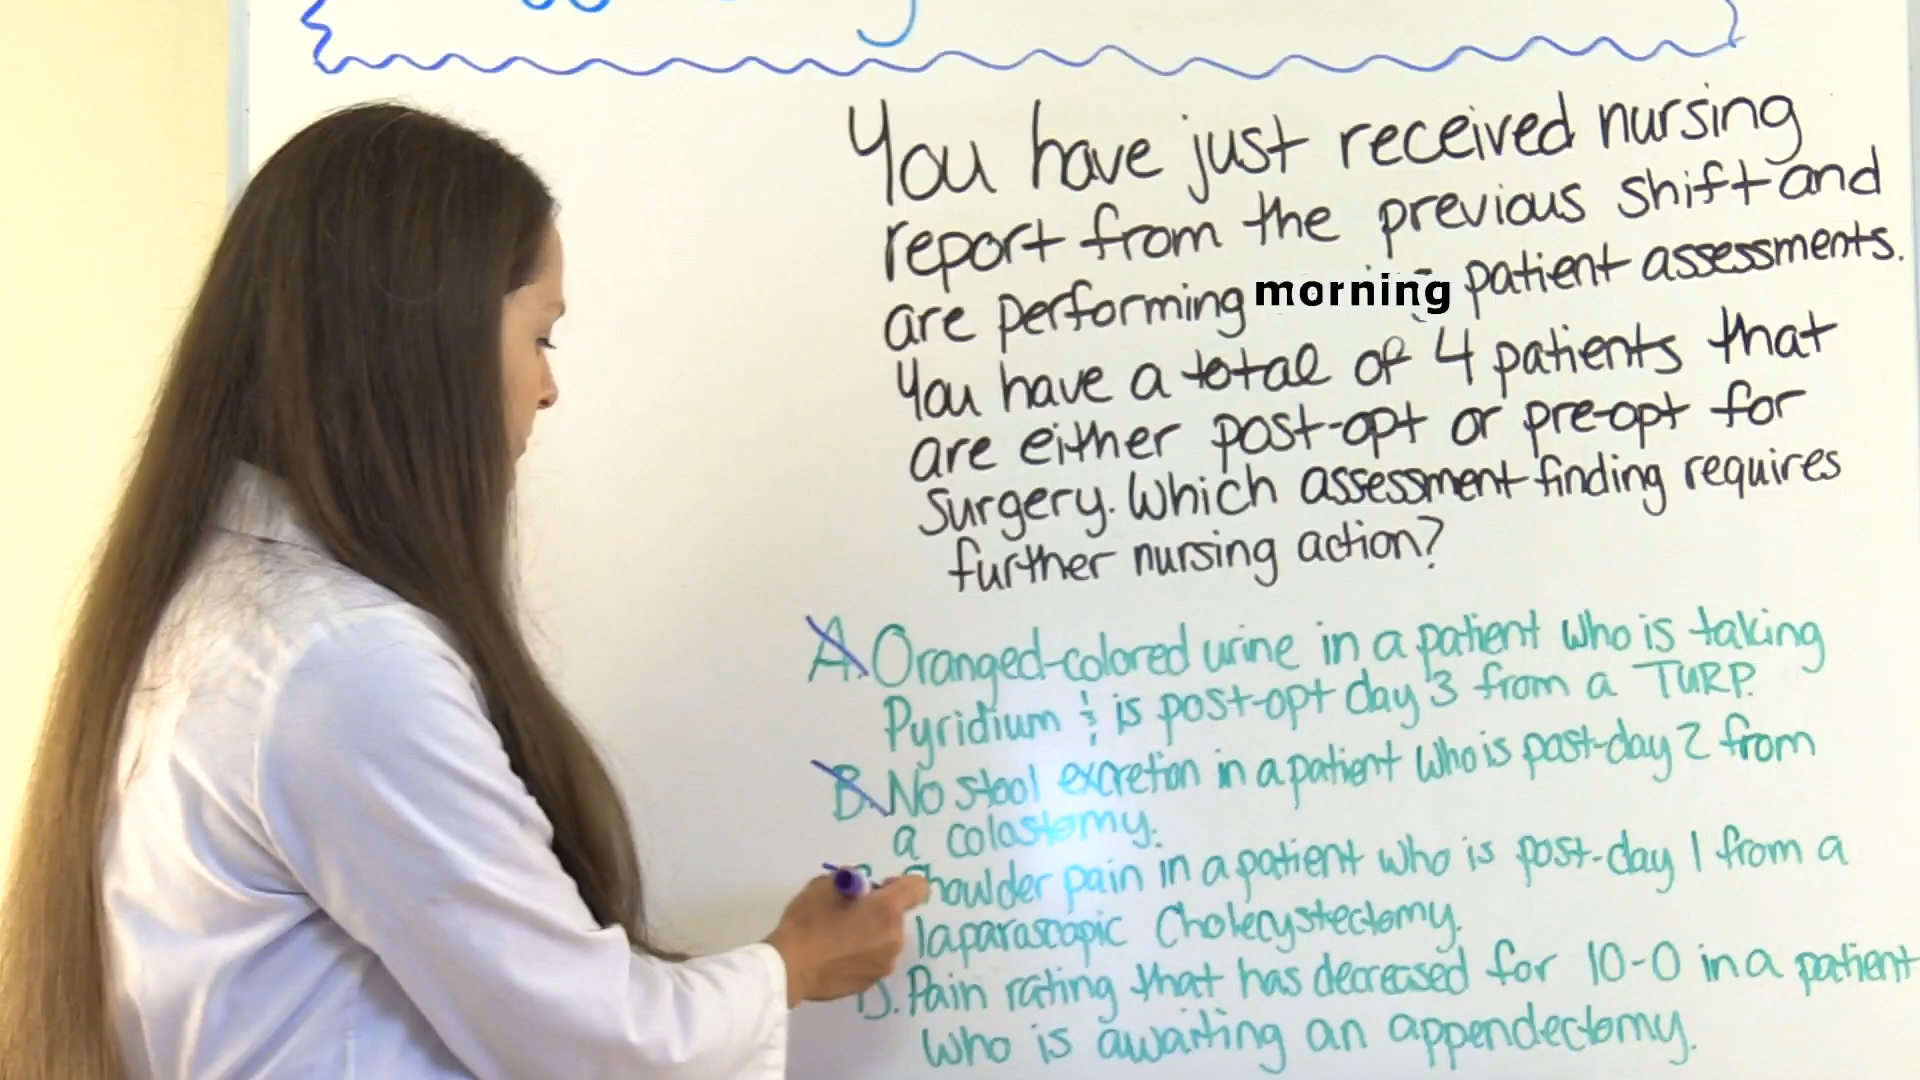 You have just received nursing
report from the previous shift and
are performing morning patient assessments.
You have a total of 4 patients that
are either post-opt or pre-opt for
surgery. Which assessment finding requires
further nursing action?
A. Oranged-colored urine in a patient who is taking
Pyridium & is post-opt day 3 from a TURP.
B. No stool excretion in a patient who is post-day 2 from
a colostomy.
Shoulder pain in a patient who is post-day 1 from a
laparascopic Cholecystectomy.
D. Pain rating that has decreased for 10-0 in a patient
who is awaiting an appendectomy.